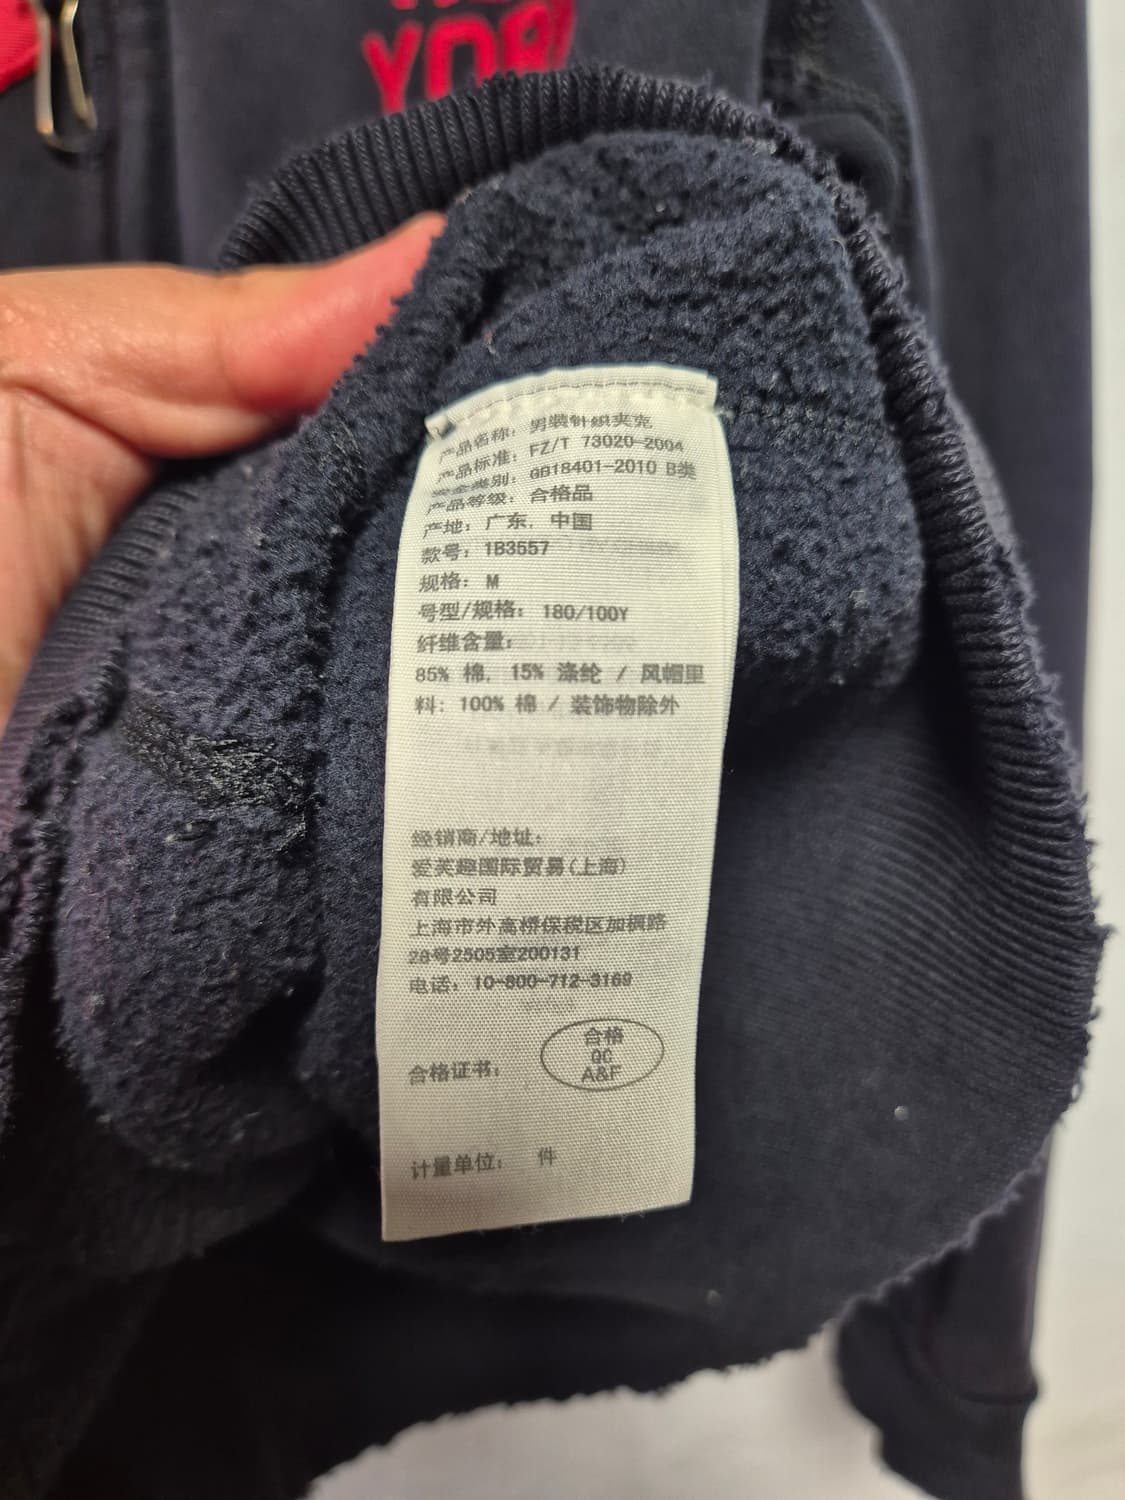 YORK
产品名称: 男装针织夹克
产品标准: FZ/T 73020-2004
安全类别: GB18401-2010 B类
产品等级: 合格品
产地: 广东, 中国
款号: 1B3557
规格: M
号型/规格: 180/100Y
纤维含量:
85% 棉, 15% 涤纶 / 风帽里
料: 100% 棉 / 装饰物除外
经销商/地址:
爱芙趣国际贸易(上海)
有限公司
上海市外高桥保税区加枫路
28号2505室200131
电话: 10-800-712-3169
合格证书:
合格
QC
A&F
计量单位: 件